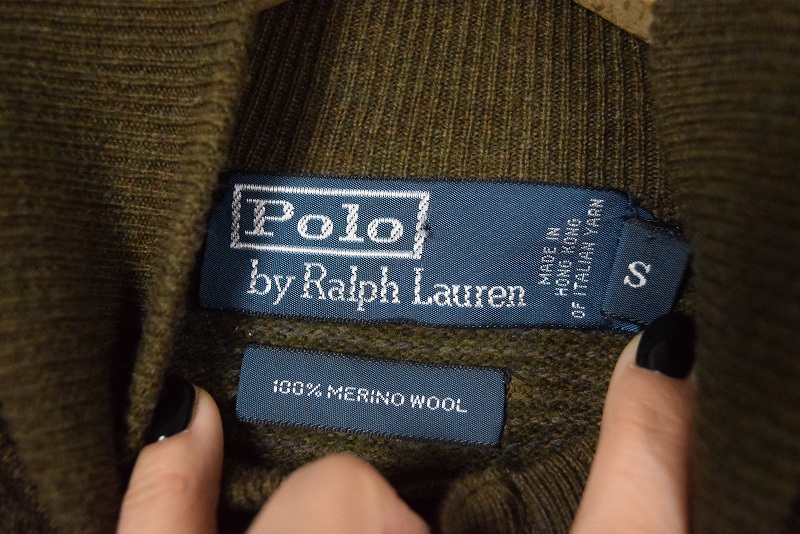 Polo
by Ralph Lauren
MADE IN
HONG KONG
OF ITALIAN YARN
S
100% MERINO WOOL